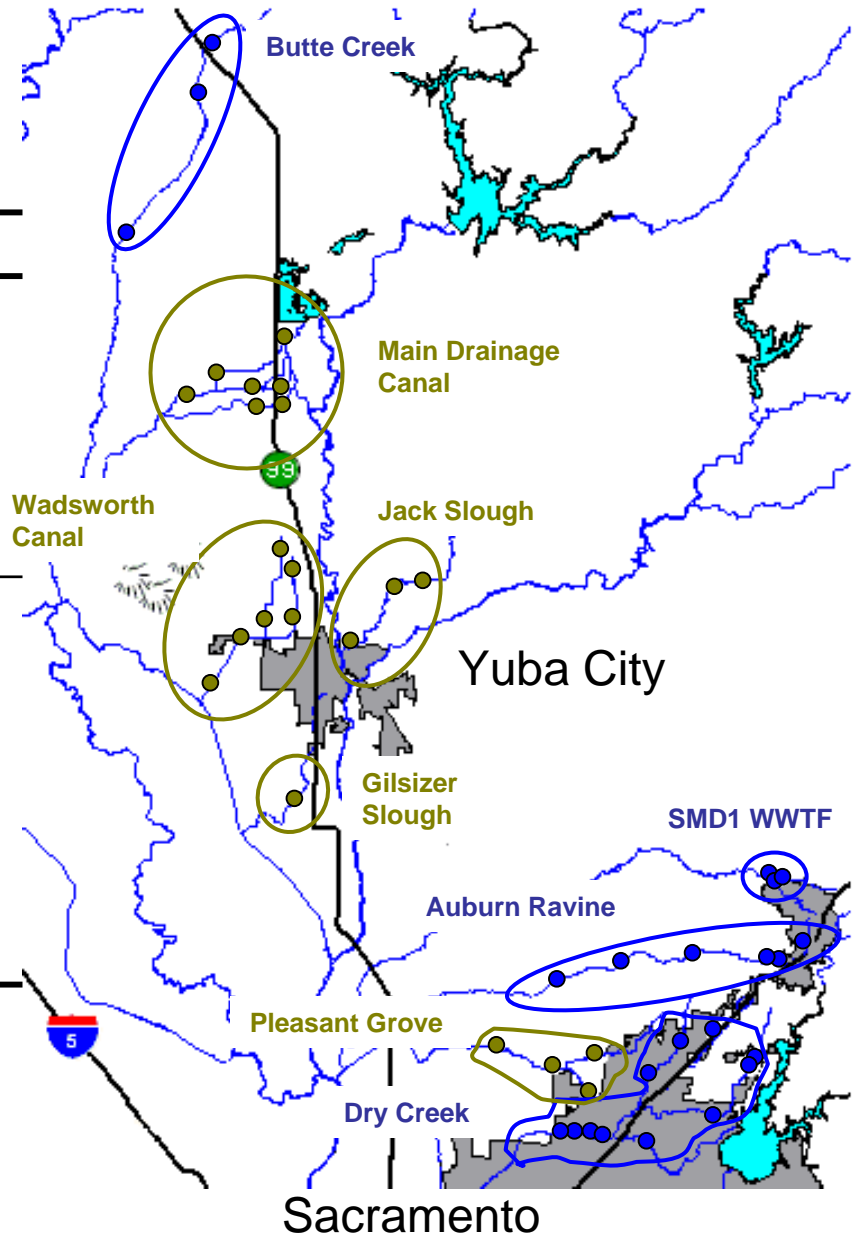 Butte Creek
Main Drainage
Canal
99
Wadsworth
Canal
Jack Slough
Yuba City
Gilsizer
Slough
SMD1 WWTF
Auburn Ravine
Pleasant Grove
5
Dry Creek
Sacramento